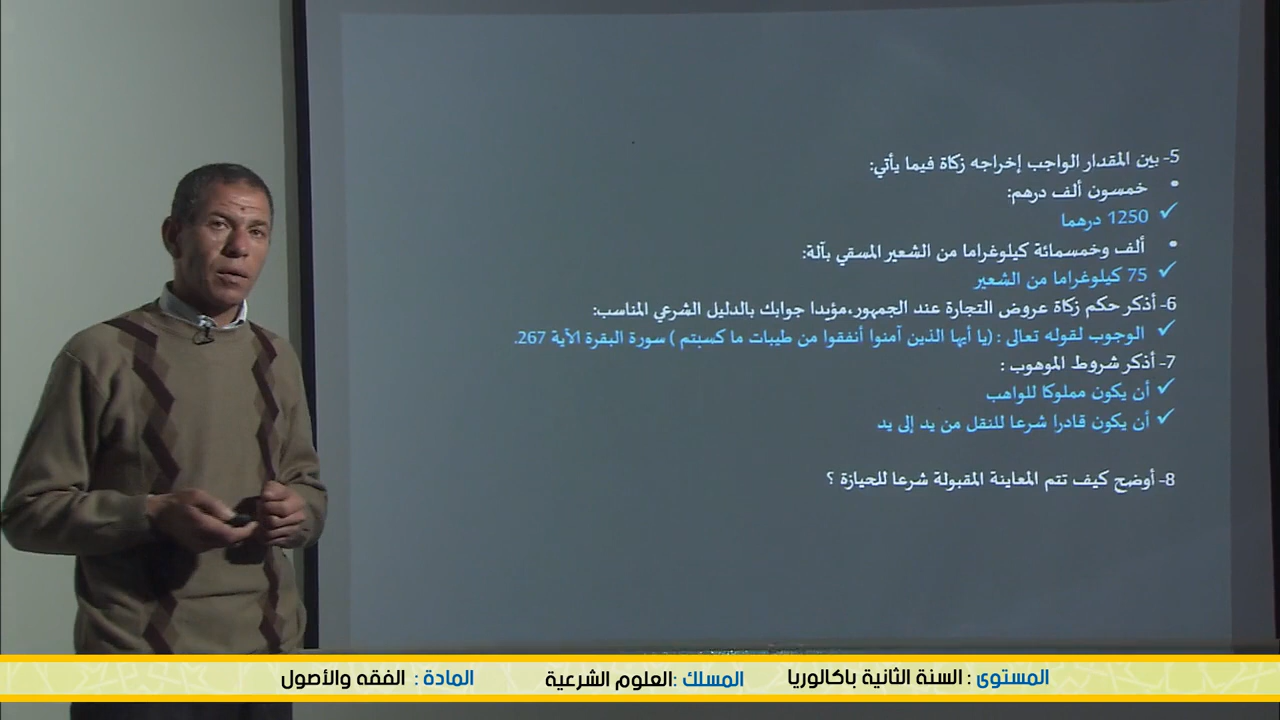 5- بين المقدار الواجب إخراجه زكاة فيما يأتي:
• خمسون ألف درهم:
✓ 1250 درهما
• ألف وخمسمائة كيلوغراما من الشعير المسقي بآلة:
✓ 75 كيلوغراما من الشعير
6- أذكر حكم زكاة عروض التجارة عند الجمهور،مؤيدا جوابك بالدليل الشرعي المناسب:
✓ الوجوب لقوله تعالى : (يا أيها الذين آمنوا أنفقوا من طيبات ما كسبتم ) سورة البقرة الآية 267.
7- أذكر شروط الموهوب :
✓ أن يكون مملوكا للواهب
✓ أن يكون قادرا شرعا للنقل من يد إلى يد
8- أوضح كيف تتم المعاينة المقبولة شرعا للحيازة ؟
المستوى : السنة الثانية باكالوريا المسلك :العلوم الشرعية المادة : الفقه والأصول